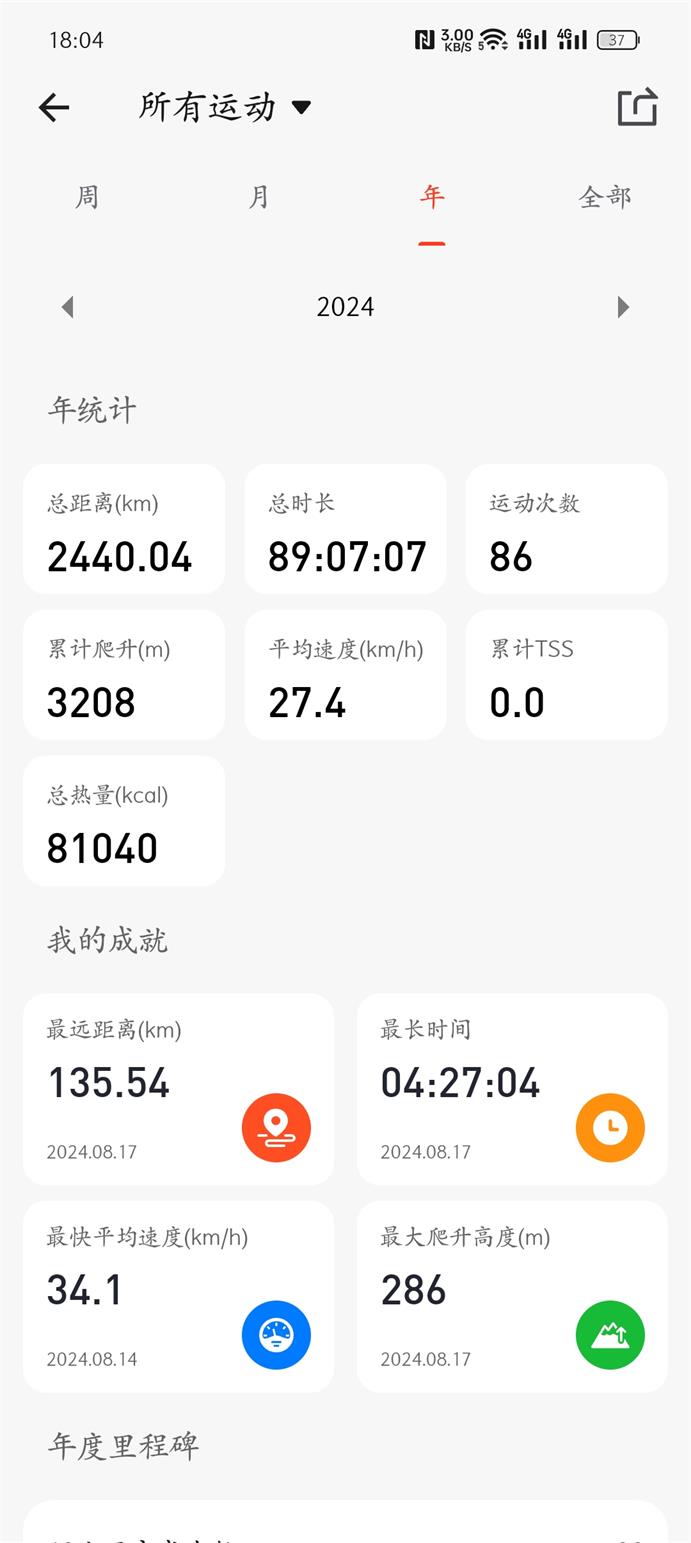 18:04 3.00 KB/S 5 4G 4G 37
所有运动
周 月 年 全部
2024
年统计
总距离(km) 总时长 运动次数
2440.04 89:07:07 86
累计爬升(m) 平均速度(km/h) 累计TSS
3208 27.4 0.0
总热量(kcal)
81040
我的成就
最远距离(km) 最长时间
135.54 04:27:04
2024.08.17 2024.08.17
最快平均速度(km/h) 最大爬升高度(m)
34.1 286
2024.08.14 2024.08.17
年度里程碑